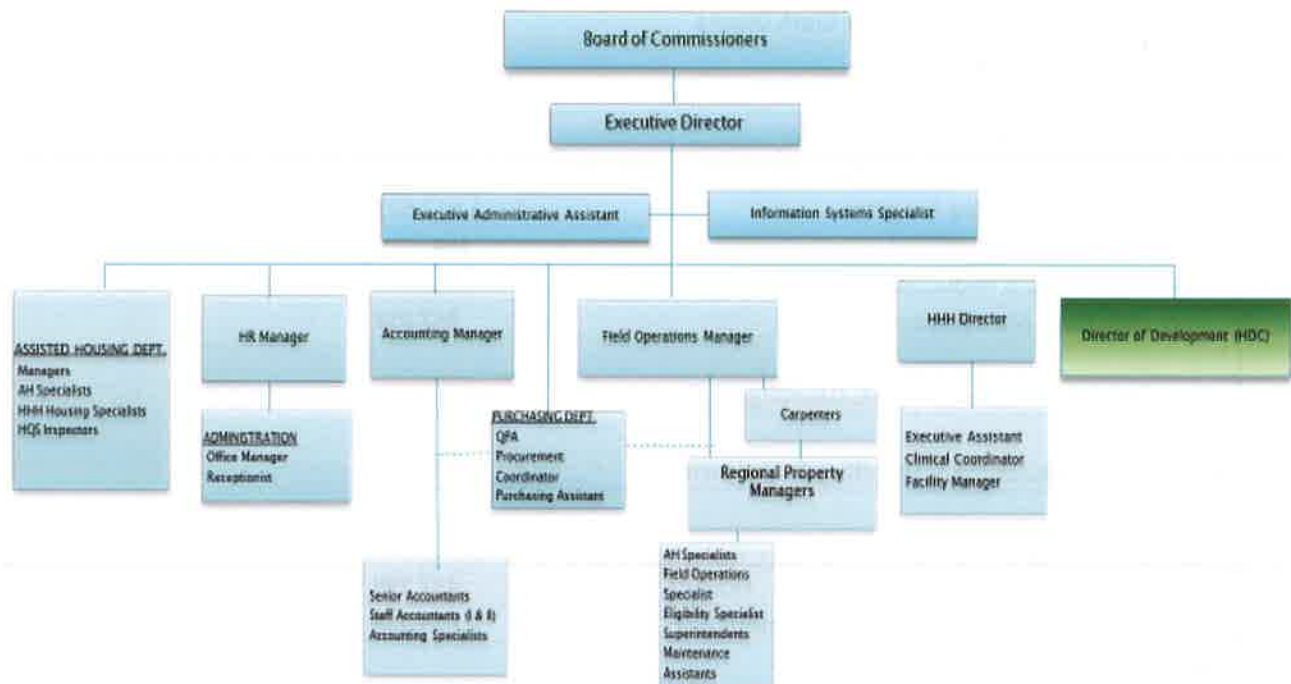 Board of Commissioners
Executive Director
Executive Administrative Assistant
Information Systems Specialist
ASSISTED HOUSING DEPT.
Managers
AH Specialists
HHH Housing Specialists
HQS Inspectors
HR Manager
ADMINGTRATION
Office Manager
Receptionist
Accounting Manager
Senior Accountants
Staff Accountants (I & II)
Accounting Specialists
PURCHASING DEPT.
QPA
Procurement
Coordinator
Purchasing Assistant
Field Operations Manager
Carpenters
Regional Property
Managers
AH Specialists
Field Operations
Specialist
Eligibility Specialist
Superintendents
Maintenance
Assistants
HHH Director
Executive Assistant
Clinical Coordinator
Facility Manager
Director of Development (HDC)